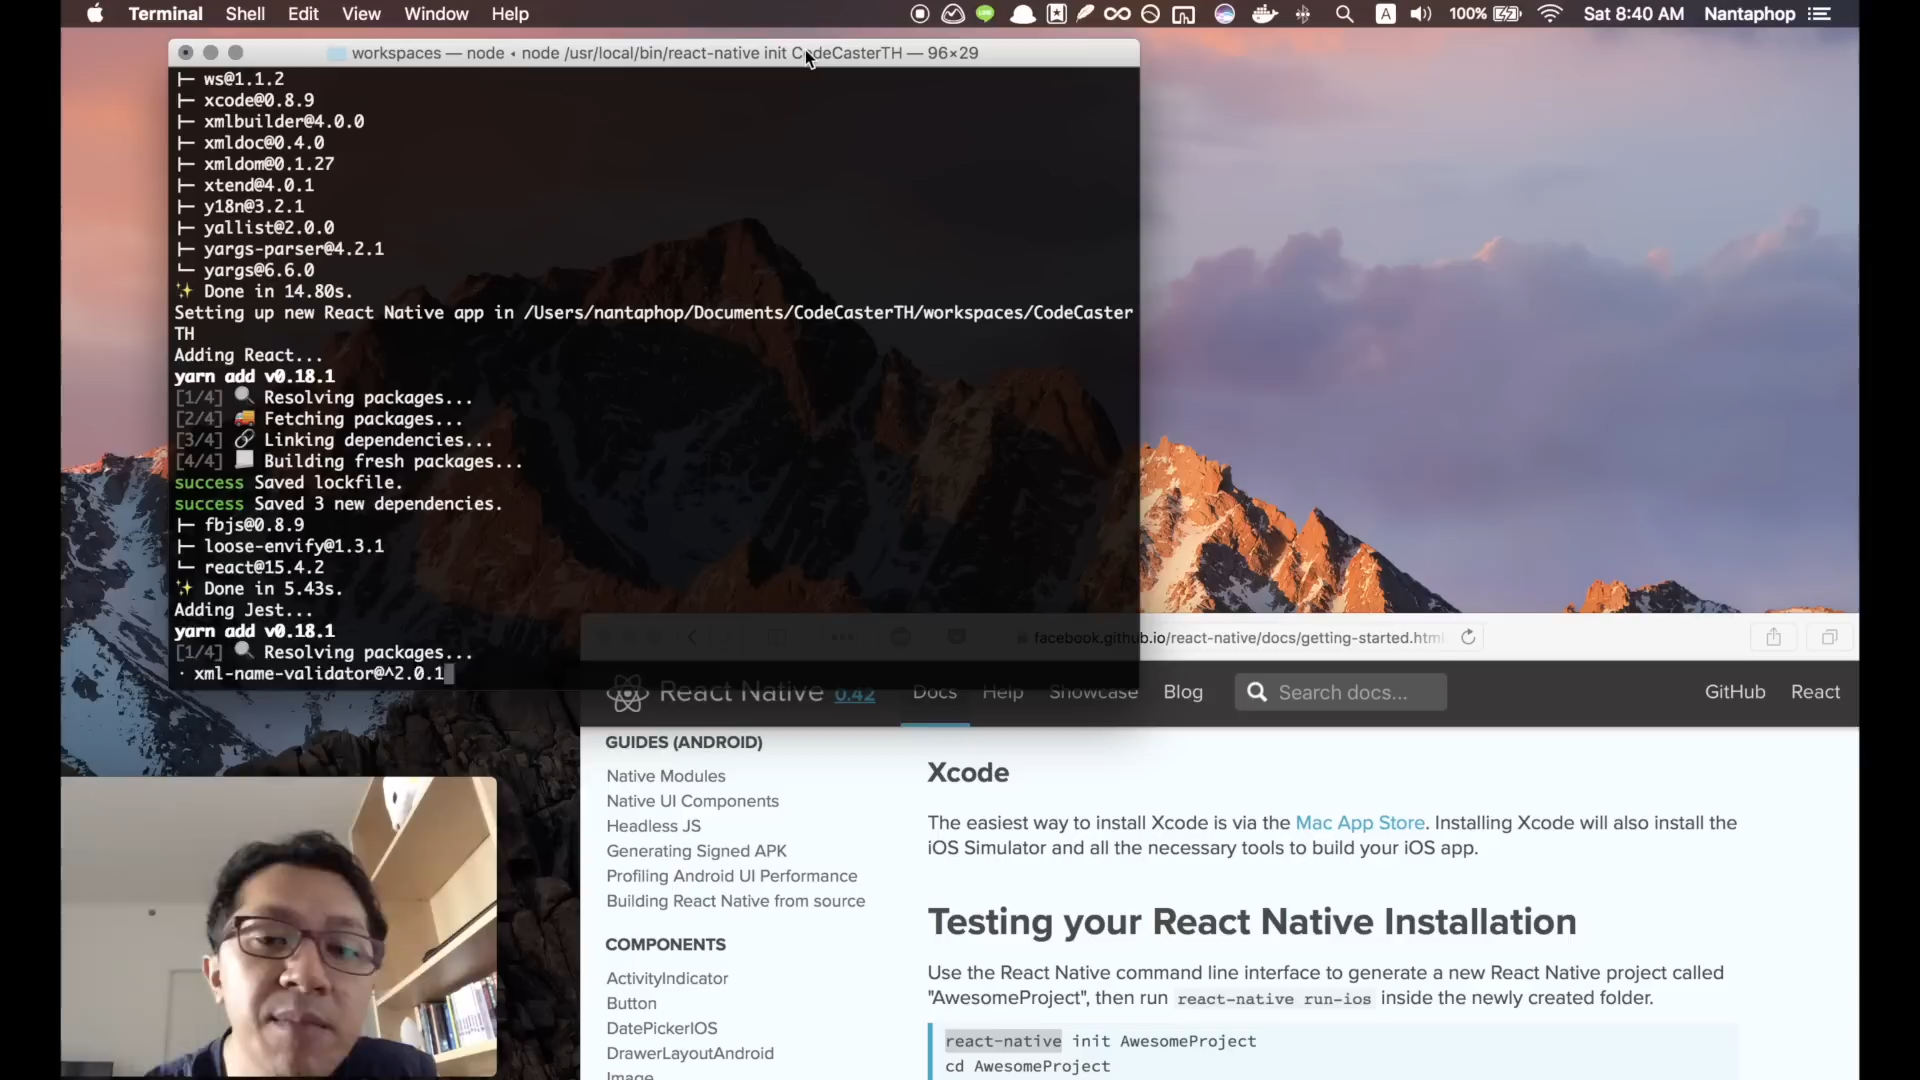 Terminal Shell Edit View Window Help
A 100% Sat 8:40 AM Nantaphop
workspaces — node ◂ node /usr/local/bin/react-native init CodeCasterTH — 96×29
├─ ws@1.1.2
├─ xcode@0.8.9
├─ xmlbuilder@4.0.0
├─ xmldoc@0.4.0
├─ xmldom@0.1.27
├─ xtend@4.0.1
├─ y18n@3.2.1
├─ yallist@2.0.0
├─ yargs-parser@4.2.1
└─ yargs@6.6.0
✨ Done in 14.80s.
Setting up new React Native app in /Users/nantaphop/Documents/CodeCasterTH/workspaces/CodeCaster
TH
Adding React...
yarn add v0.18.1
[1/4] 🔍 Resolving packages...
[2/4] 🚚 Fetching packages...
[3/4] 🔗 Linking dependencies...
[4/4] 📃 Building fresh packages...
success Saved lockfile.
success Saved 3 new dependencies.
├─ fbjs@0.8.9
├─ loose-envify@1.3.1
└─ react@15.4.2
✨ Done in 5.43s.
Adding Jest...
yarn add v0.18.1
[1/4] 🔍 Resolving packages...
· xml-name-validator@^2.0.1
facebook.github.io/react-native/docs/getting-started.html
React Native 0.42 Docs Help Showcase Blog Search docs... GitHub React
GUIDES (ANDROID)
Native Modules
Native UI Components
Headless JS
Generating Signed APK
Profiling Android UI Performance
Building React Native from source
COMPONENTS
ActivityIndicator
Button
DatePickerIOS
DrawerLayoutAndroid
Image
Xcode
The easiest way to install Xcode is via the Mac App Store. Installing Xcode will also install the
iOS Simulator and all the necessary tools to build your iOS app.
Testing your React Native Installation
Use the React Native command line interface to generate a new React Native project called
"AwesomeProject", then run react-native run-ios inside the newly created folder.
react-native init AwesomeProject
cd AwesomeProject